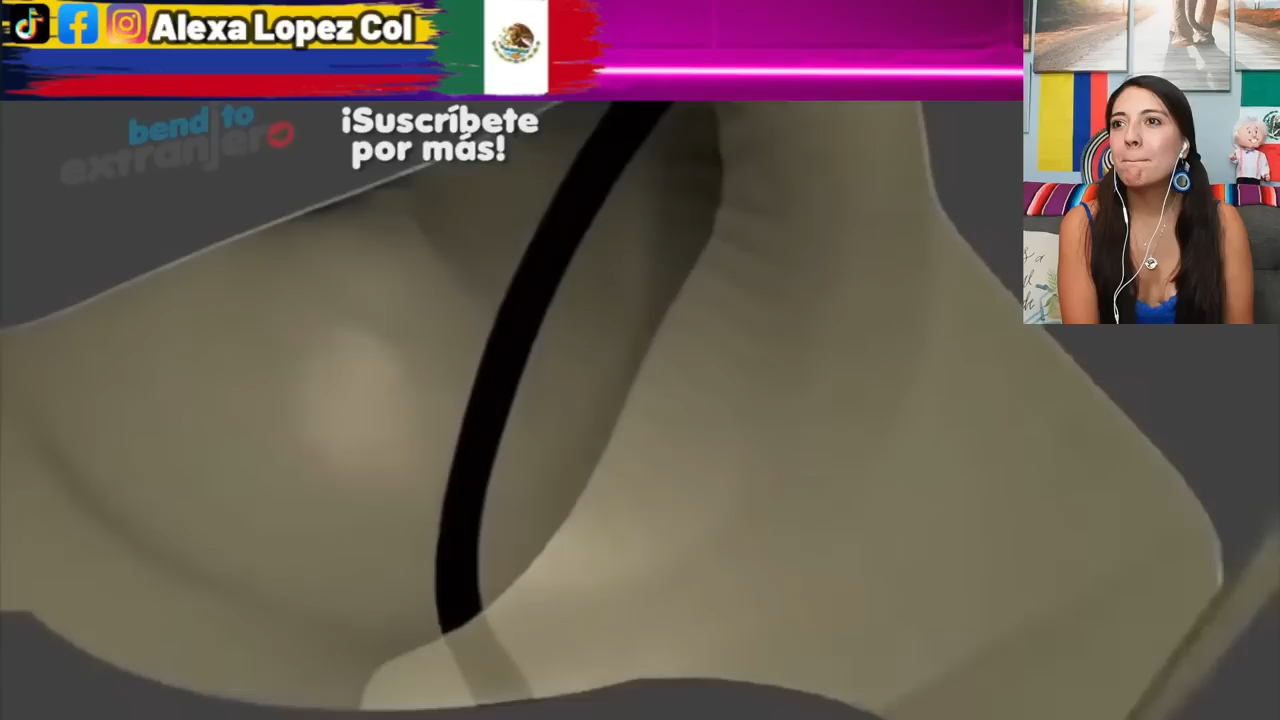 Alexa Lopez Col
bend to
extranjero
¡Suscríbete
por más!